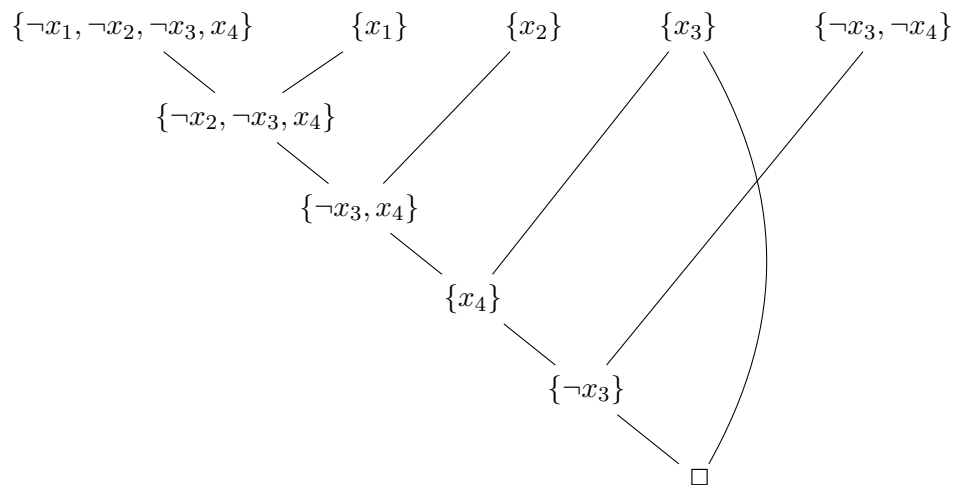 {¬x₁, ¬x₂, ¬x₃, x₄} {x₁} {x₂} {x₃} {¬x₃, ¬x₄}
{¬x₂, ¬x₃, x₄}
{¬x₃, x₄}
{x₄}
{¬x₃}
□